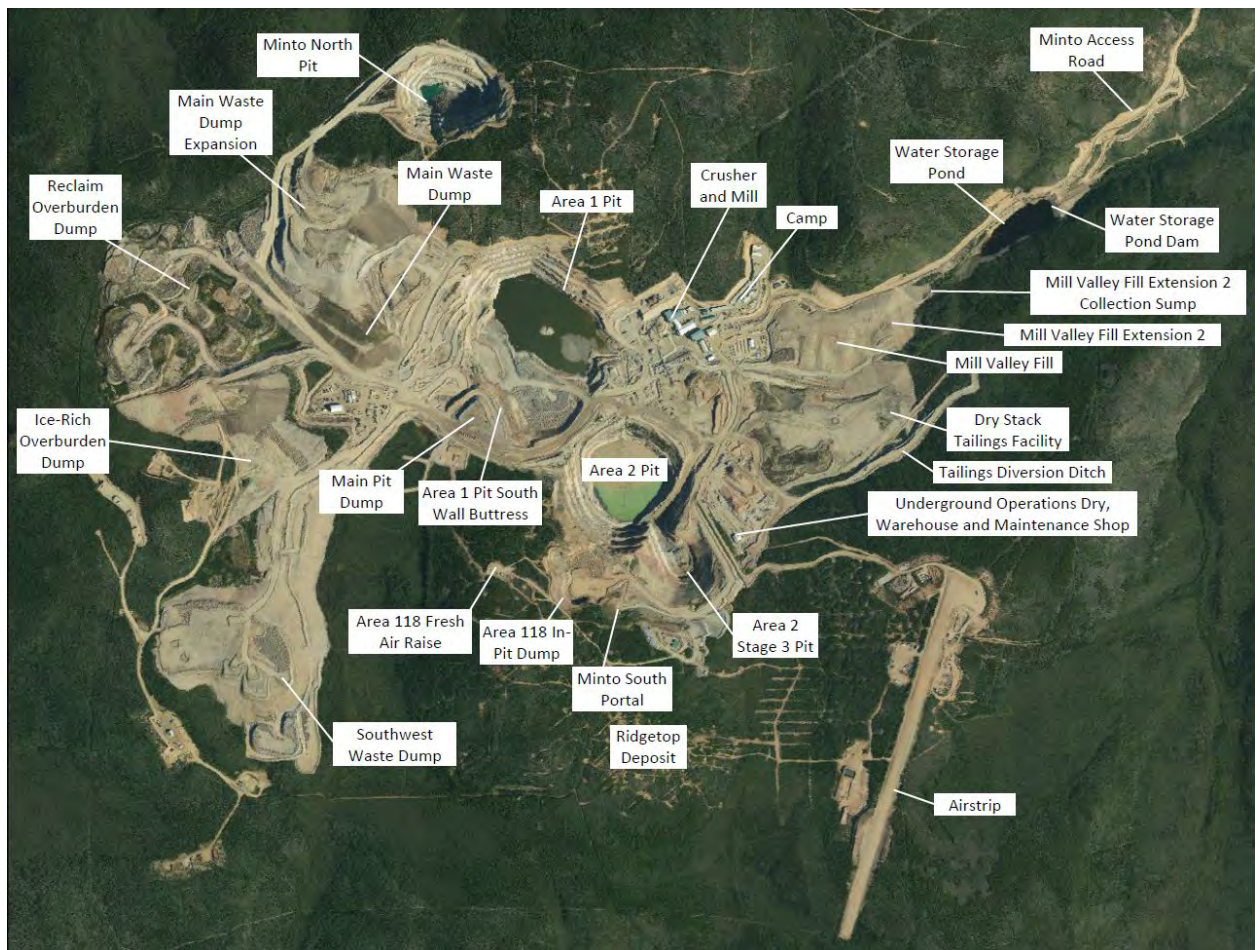 Minto North
Pit
Minto Access
Road
Main Waste
Dump
Expansion
Reclaim
Overburden
Dump
Main Waste
Dump
Area 1 Pit
Crusher
and Mill
Camp
Water Storage
Pond
Water Storage
Pond Dam
Mill Valley Fill Extension 2
Collection Sump
Mill Valley Fill Extension 2
Mill Valley Fill
Ice-Rich
Overburden
Dump
Main Pit
Dump
Area 1 Pit South
Wall Buttress
Area 2 Pit
Dry Stack
Tailings Facility
Tailings Diversion Ditch
Underground Operations Dry,
Warehouse and Maintenance Shop
Area 118 Fresh
Air Raise
Area 118 In-
Pit Dump
Minto South
Portal
Area 2
Stage 3 Pit
Southwest
Waste Dump
Ridgetop
Deposit
Airstrip